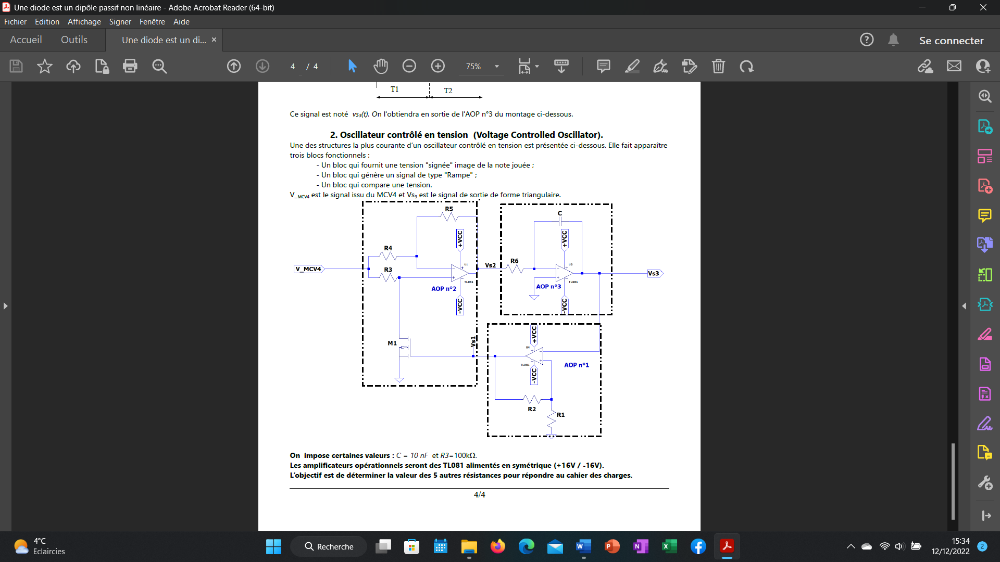 Une diode est un dipôle passif non linéaire - Adobe Acrobat Reader (64-bit)
Fichier Edition Affichage Signer Fenêtre Aide
Accueil Outils Une diode est un di... × ? Se connecter
4 / 4 75%
T1 T2
Ce signal est noté vs₃(t). On l'obtiendra en sortie de l'AOP n°3 du montage ci-dessous.
2. Oscillateur contrôlé en tension (Voltage Controlled Oscillator).
Une des structures la plus courante d'un oscillateur contrôlé en tension est présentée ci-dessous. Elle fait apparaître
trois blocs fonctionnels :
- Un bloc qui fournit une tension "signée" image de la note jouée ;
- Un bloc qui génère un signal de type "Rampe" ;
- Un bloc qui compare une tension.
V_MCV4 est le signal issu du MCV4 et Vs₃ est le signal de sortie de forme triangulaire.
R5
C
+VCC
+VCC
R4
R6
Vs2
U1
U2
V_MCV4
R3
Vs3
TL081
TL081
AOP n°2
AOP n°3
-VCC
-VCC
+VCC
Vs1
M1
U4
TL081
AOP n°1
-VCC
R2
R1
On impose certaines valeurs : C = 10 nF et R3=100kΩ.
Les amplificateurs opérationnels seront des TL081 alimentés en symétrique (+16V / -16V).
L'objectif est de déterminer la valeur des 5 autres résistances pour répondre au cahier des charges.
4/4
4°C
Eclaircies
Recherche
15:34
12/12/2022
2